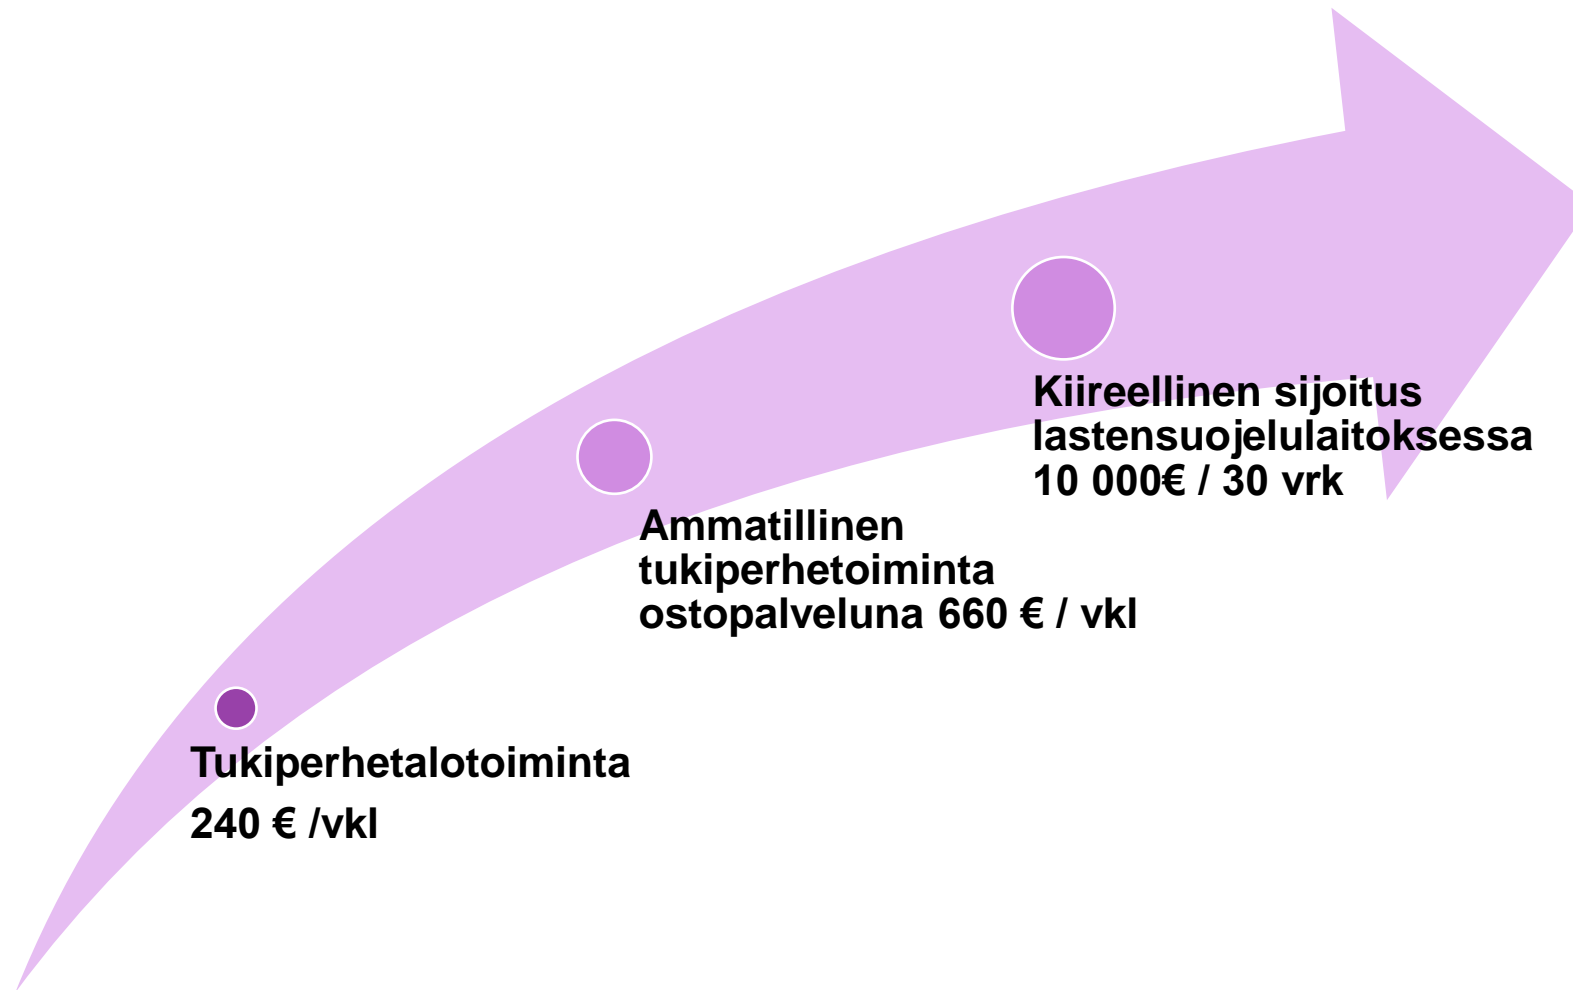 Kiireellinen sijoitus
lastensuojelulaitoksessa
10 000€ / 30 vrk
Ammatillinen
tukiperhetoiminta
ostopalveluna 660 € / vkl
Tukiperhetalotoiminta
240 € /vkl